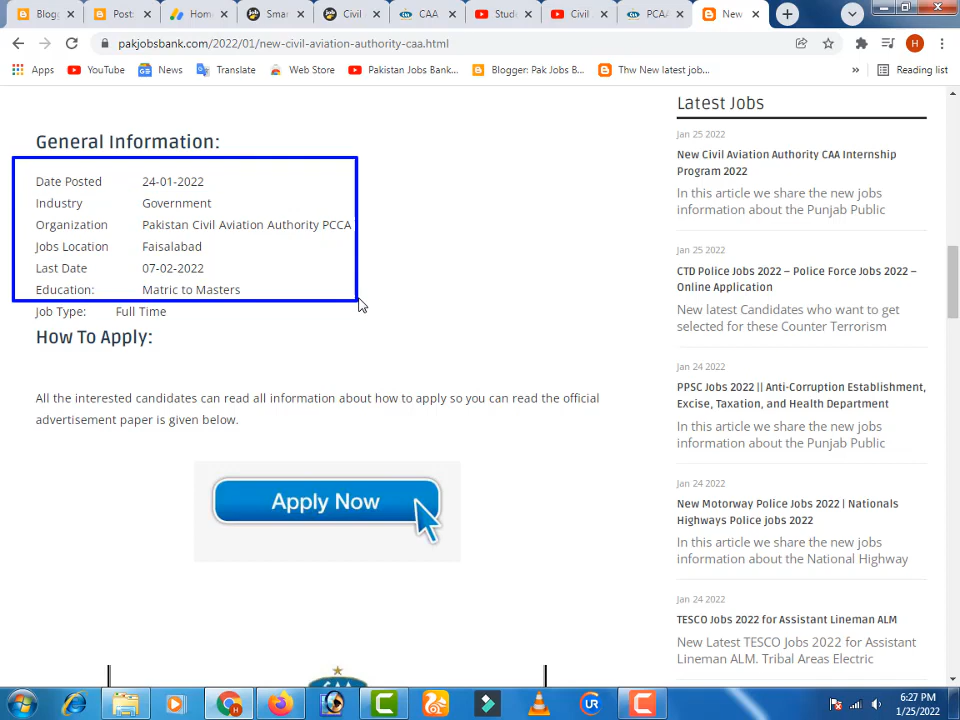 Blogg
Posts
Home
Smar
Civil
CAA
Stude
Civil
PCAA
New
pakjobsbank.com/2022/01/new-civil-aviation-authority-caa.html
H
Apps
YouTube
News
Translate
Web Store
Pakistan Jobs Bank...
Blogger: Pak Jobs B...
Thw New latest job...
»
Reading list
General Information:
Date Posted 24-01-2022
Industry Government
Organization Pakistan Civil Aviation Authority PCCA
Jobs Location Faisalabad
Last Date 07-02-2022
Education: Matric to Masters
Job Type: Full Time
How To Apply:
All the interested candidates can read all information about how to apply so you can read the official
advertisement paper is given below.
Apply Now
Latest Jobs
Jan 25 2022
New Civil Aviation Authority CAA Internship
Program 2022
In this article we share the new jobs
information about the Punjab Public
Jan 25 2022
CTD Police Jobs 2022 – Police Force Jobs 2022 –
Online Application
New latest Candidates who want to get
selected for these Counter Terrorism
Jan 24 2022
PPSC Jobs 2022 || Anti-Corruption Establishment,
Excise, Taxation, and Health Department
In this article we share the new jobs
information about the Punjab Public
Jan 24 2022
New Motorway Police Jobs 2022 | Nationals
Highways Police jobs 2022
In this article we share the new jobs
information about the National Highway
Jan 24 2022
TESCO Jobs 2022 for Assistant Lineman ALM
New Latest TESCO Jobs 2022 for Assistant
Lineman ALM. Tribal Areas Electric
UR
6:27 PM
1/25/2022